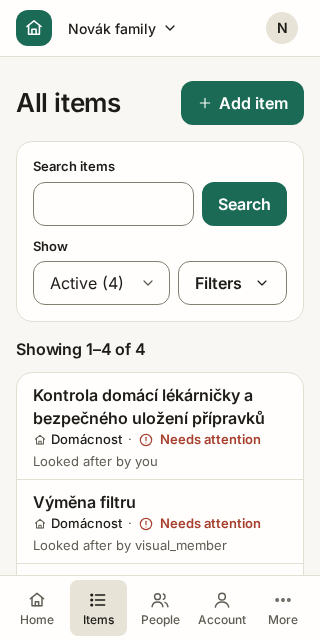 Novák family
N
All items
+ Add item
Search items
Search
Show
Active (4)
Filters
Showing 1–4 of 4
Kontrola domácí lékárničky a
bezpečného uložení přípravků
Domácnost · Needs attention
Looked after by you
Výměna filtru
Domácnost · Needs attention
Looked after by visual_member
Home
Items
People
Account
More